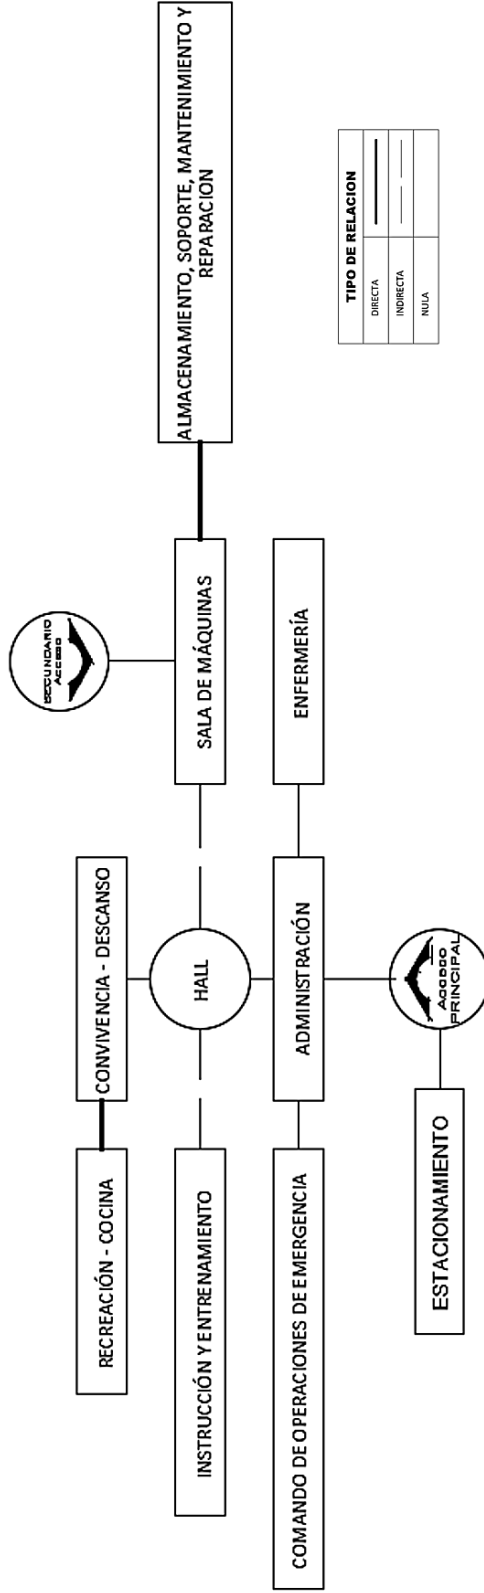 SECUNDARIO
Acceso
RECREACIÓN - COCINA
CONVIVENCIA - DESCANSO
INSTRUCCIÓN Y ENTRENAMIENTO
HALL
SALA DE MÁQUINAS
ALMACENAMIENTO, SOPORTE, MANTENIMIENTO Y
REPARACION
COMANDO DE OPERACIONES DE EMERGENCIA
ADMINISTRACIÓN
ENFERMERÍA
ESTACIONAMIENTO
Acceso
PRINCIPAL
TIPO DE RELACION
DIRECTA
INDIRECTA
NULA